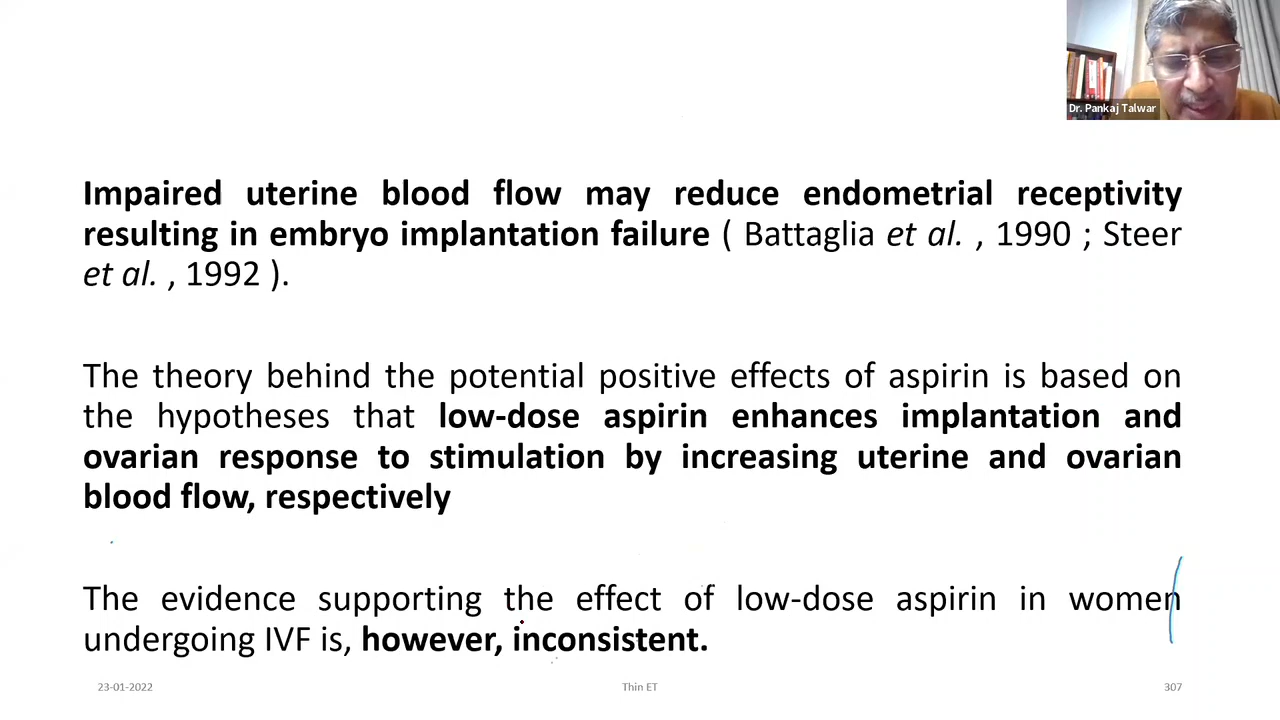 Dr. Pankaj Talwar
Impaired uterine blood flow may reduce endometrial receptivity
resulting in embryo implantation failure ( Battaglia et al. , 1990 ; Steer
et al. , 1992 ).
The theory behind the potential positive effects of aspirin is based on
the hypotheses that low-dose aspirin enhances implantation and
ovarian response to stimulation by increasing uterine and ovarian
blood flow, respectively
The evidence supporting the effect of low-dose aspirin in women
undergoing IVF is, however, inconsistent.
23-01-2022 Thin ET 307